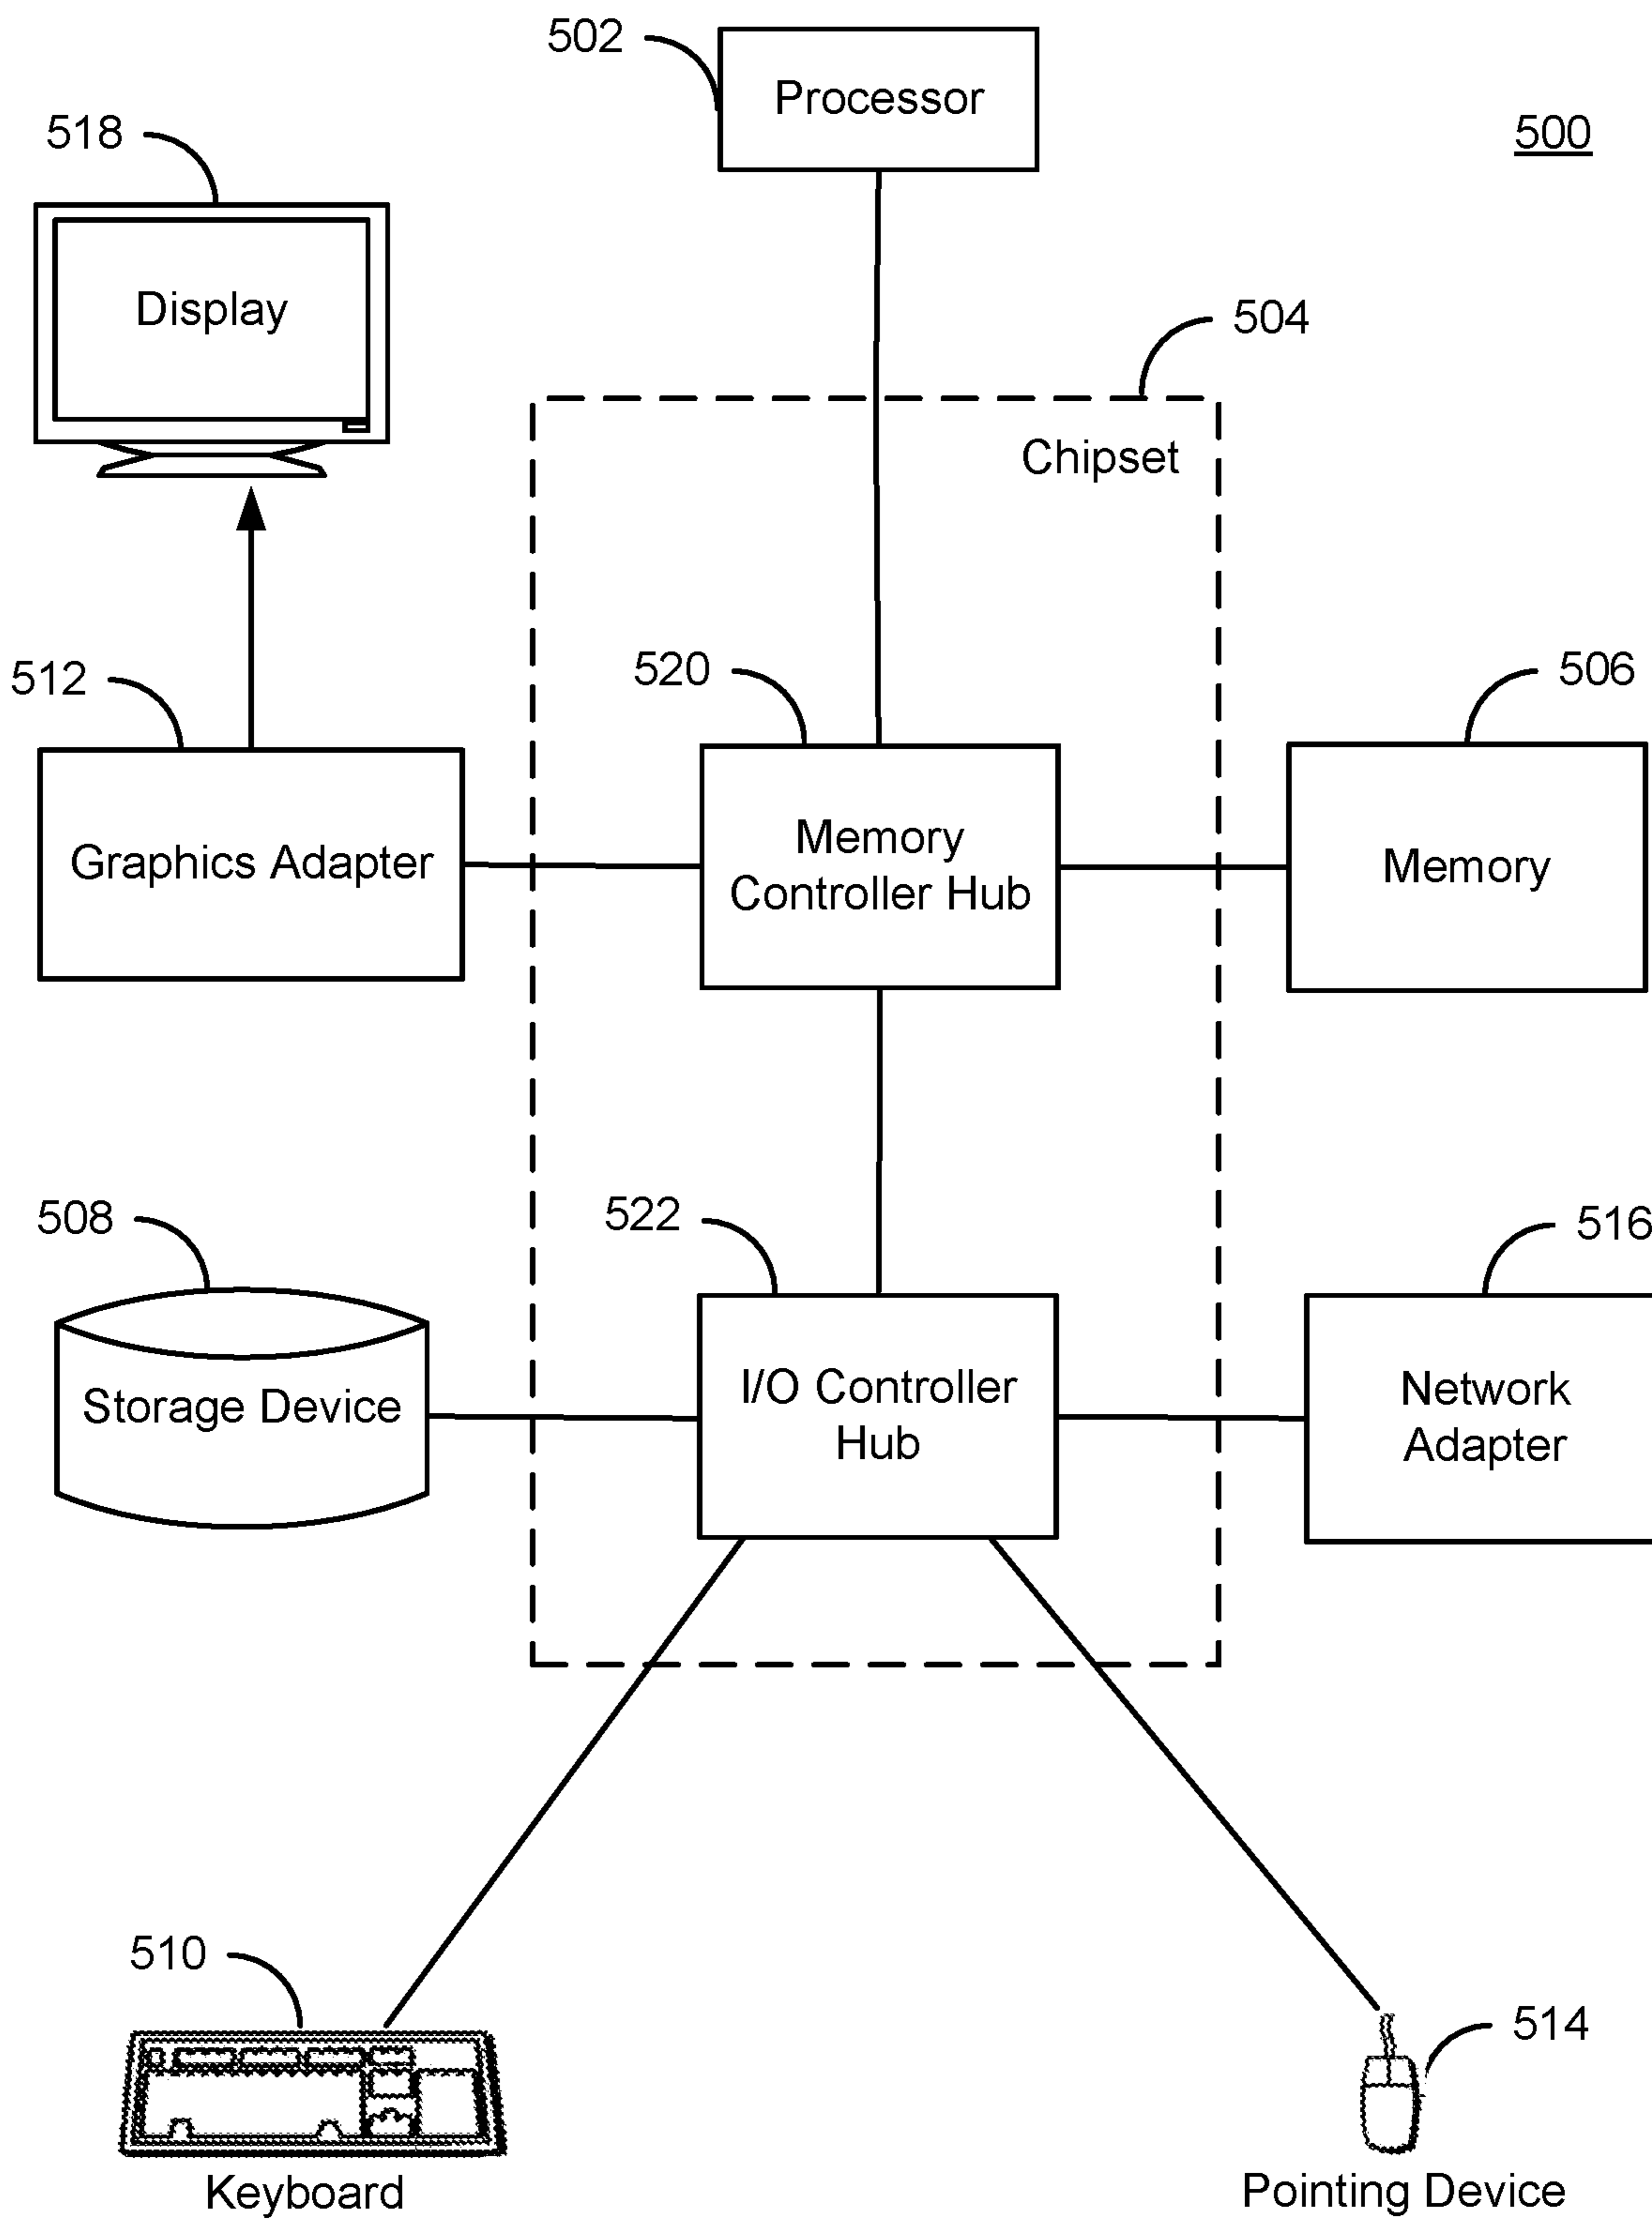 502
Processor
500
518
Display
504
Chipset
512
520
506
Graphics Adapter
Memory
Controller Hub
Memory
508
522
516
Storage Device
I/O Controller
Hub
Network
Adapter
510
514
Keyboard
Pointing Device